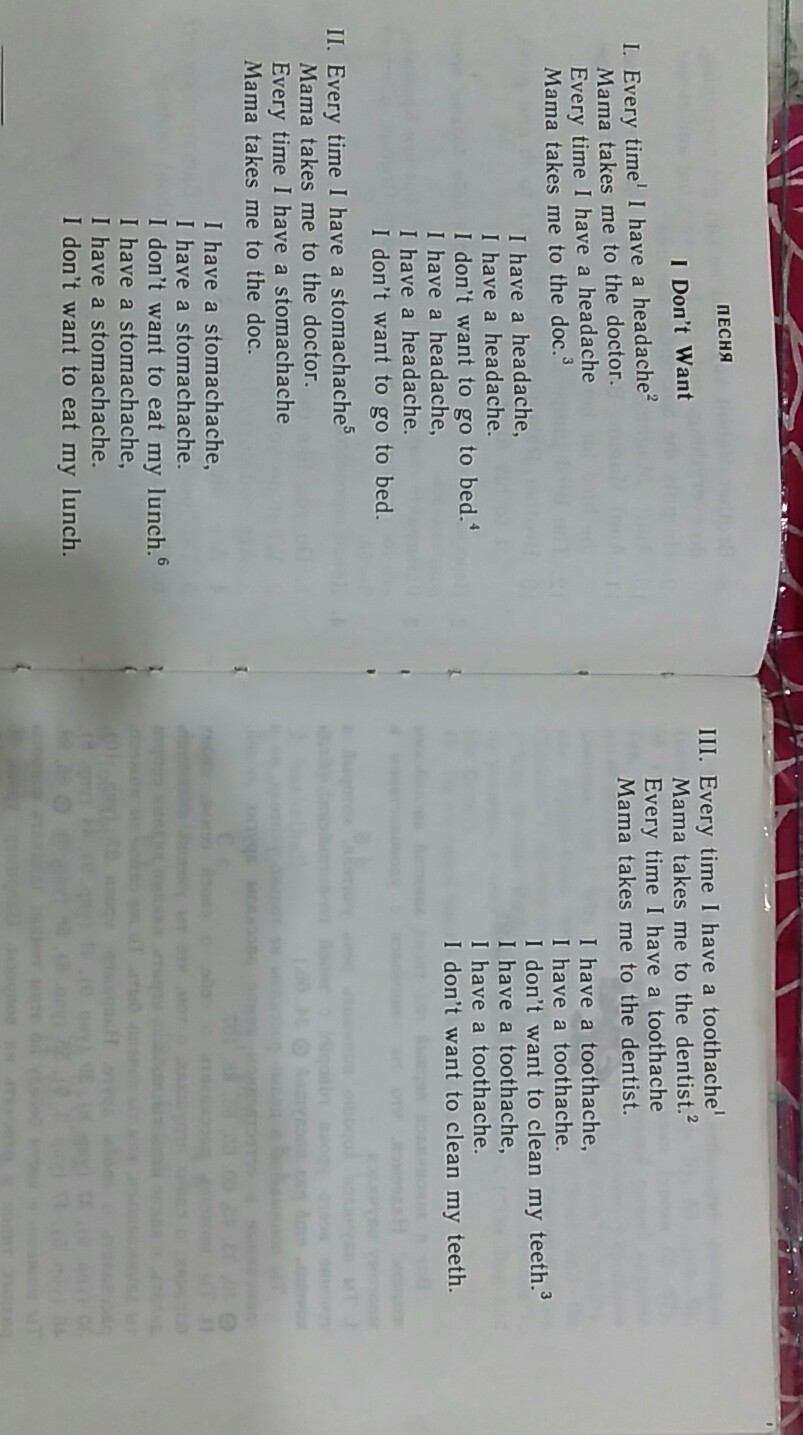 ПЕСНЯ
I Don't Want
I. Every time¹ I have a headache²
Mama takes me to the doctor.
Every time I have a headache
Mama takes me to the doc.³
I have a headache,
I have a headache.
I don't want to go to bed.⁴
I have a headache,
I have a headache.
I don't want to go to bed.
II. Every time I have a stomachache⁵
Mama takes me to the doctor.
Every time I have a stomachache
Mama takes me to the doc.
I have a stomachache,
I have a stomachache.
I don't want to eat my lunch.⁶
I have a stomachache,
I have a stomachache.
I don't want to eat my lunch.
III. Every time I have a toothache¹
Mama takes me to the dentist.²
Every time I have a toothache
Mama takes me to the dentist.
I have a toothache,
I have a toothache.
I don't want to clean my teeth.³
I have a toothache,
I have a toothache.
I don't want to clean my teeth.